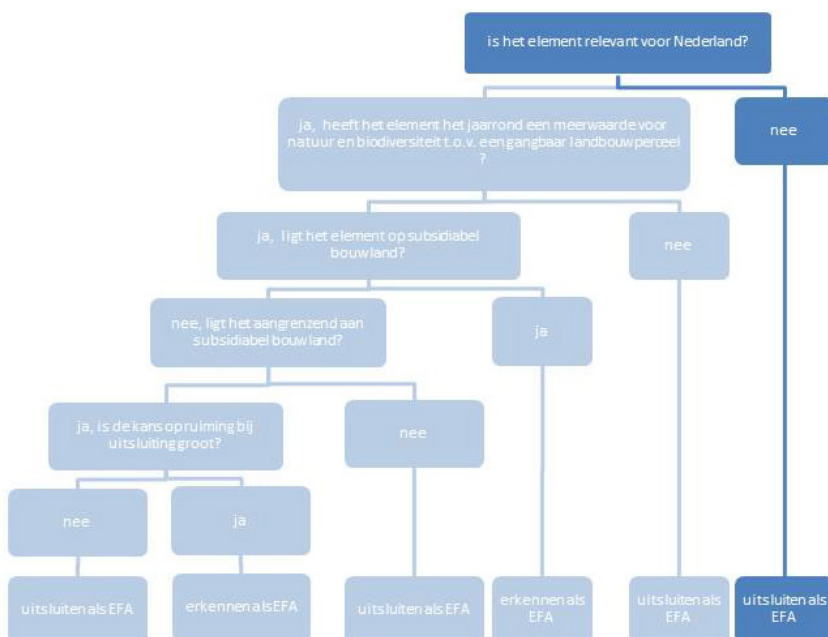 is het element relevant voor Nederland?
ja, heeft het element het jaarrond een meerwaarde voor
natuur en biodiversiteit t.o.v. een gangbaar landbouwperceel
?
nee
ja, ligt het element op subsidiabel
bouwland?
nee
nee, ligt het aangrenzend aan
subsidiabel bouwland?
ja
ja, is de kans op ruiming bij
uitsluiting groot?
nee
nee
ja
uitsluiten als EFA
erkennen als EFA
uitsluiten als EFA
erkennen als
EFA
uitsluiten als
EFA
uitsluiten als
EFA